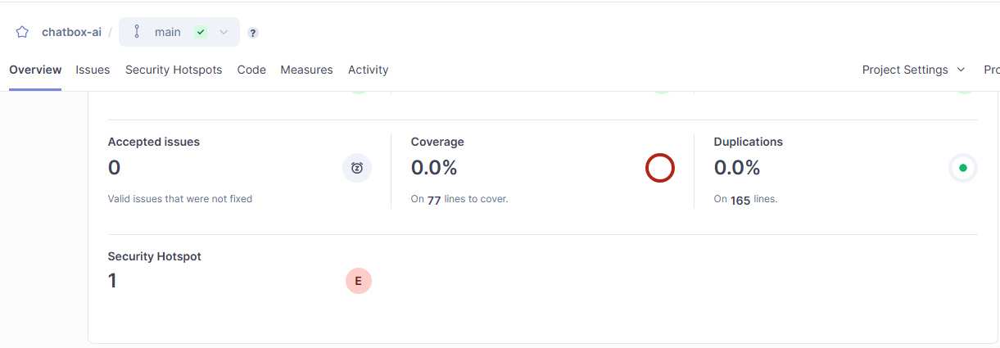 chatbox-ai / main ?
Overview Issues Security Hotspots Code Measures Activity Project Settings
Accepted issues
0
Valid issues that were not fixed
Coverage
0.0%
On 77 lines to cover.
Duplications
0.0%
On 165 lines.
Security Hotspot
1
E